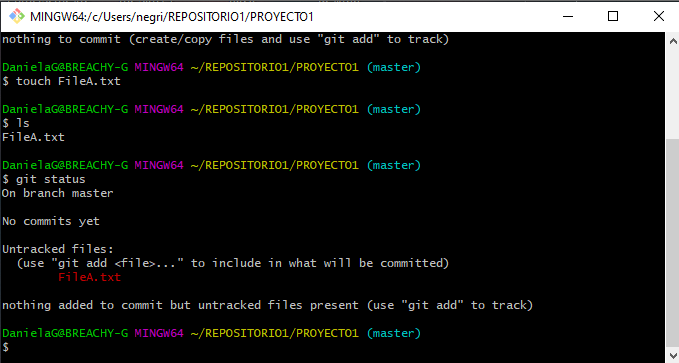 MINGW64:/c/Users/negri/REPOSITORIO1/PROYECTO1
nothing to commit (create/copy files and use "git add" to track)
DanielaG@BREACHY-G MINGW64 ~/REPOSITORIO1/PROYECTO1 (master)
$ touch FileA.txt
DanielaG@BREACHY-G MINGW64 ~/REPOSITORIO1/PROYECTO1 (master)
$ ls
FileA.txt
DanielaG@BREACHY-G MINGW64 ~/REPOSITORIO1/PROYECTO1 (master)
$ git status
On branch master
No commits yet
Untracked files:
(use "git add <file>..." to include in what will be committed)
FileA.txt
nothing added to commit but untracked files present (use "git add" to track)
DanielaG@BREACHY-G MINGW64 ~/REPOSITORIO1/PROYECTO1 (master)
$